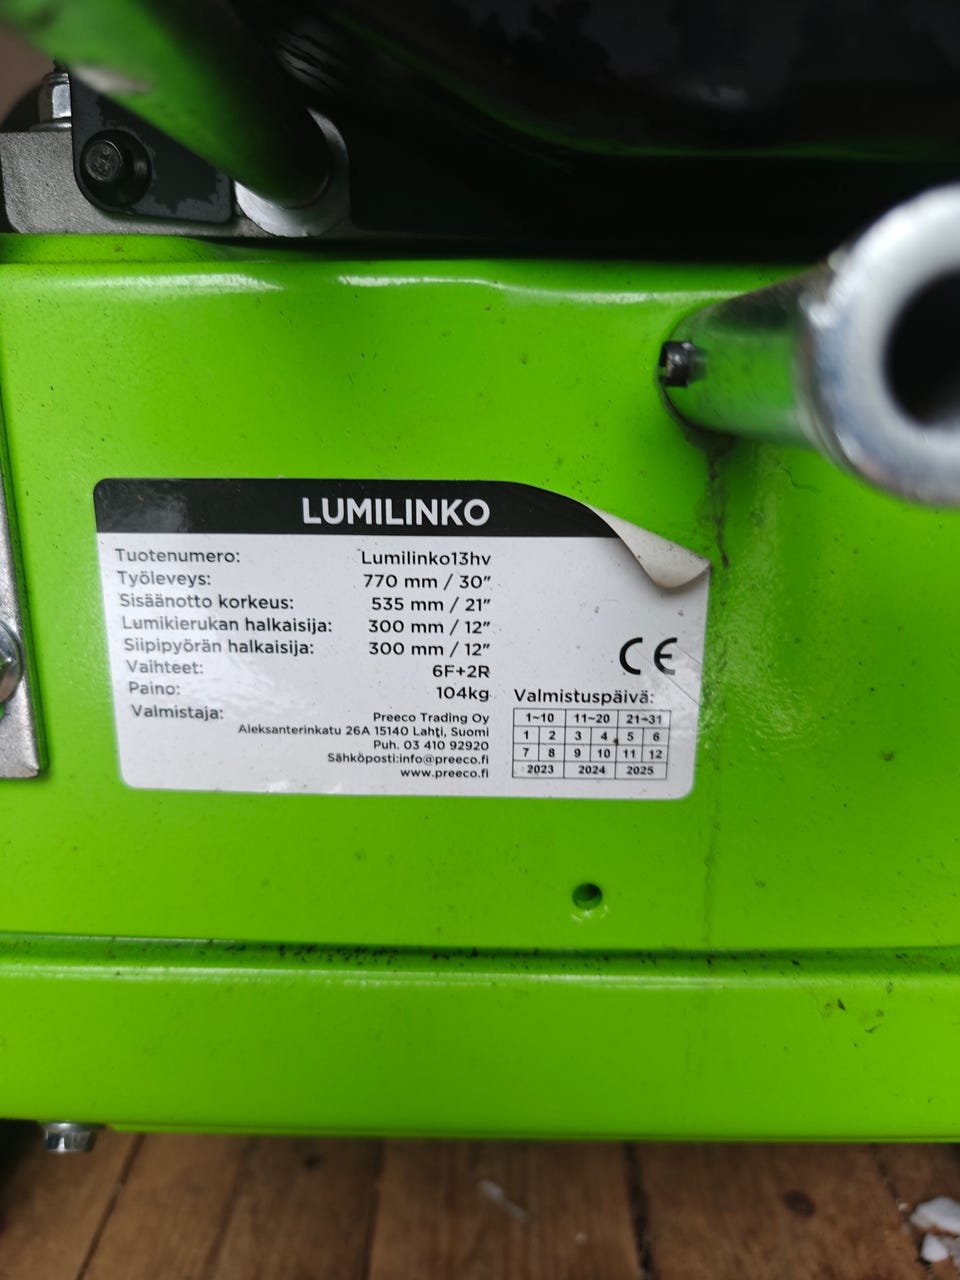 LUMILINKO
Tuotenumero: Lumilinko13hv
Työleveys: 770 mm / 30"
Sisäänotto korkeus: 535 mm / 21"
Lumikierukan halkaisija: 300 mm / 12"
Siipipyörän halkaisija: 300 mm / 12"
Vaihteet: 6F+2R
Paino: 104kg
Valmistaja: Preeco Trading Oy
Aleksanterinkatu 26A 15140 Lahti, Suomi
Puh. 03 410 92920
Sähköposti:info@preeco.fi
www.preeco.fi
CE
Valmistuspäivä:
1~10 11~20 21~31
1 2 3 4 5 6
7 8 9 10 11 12
2023 2024 2025